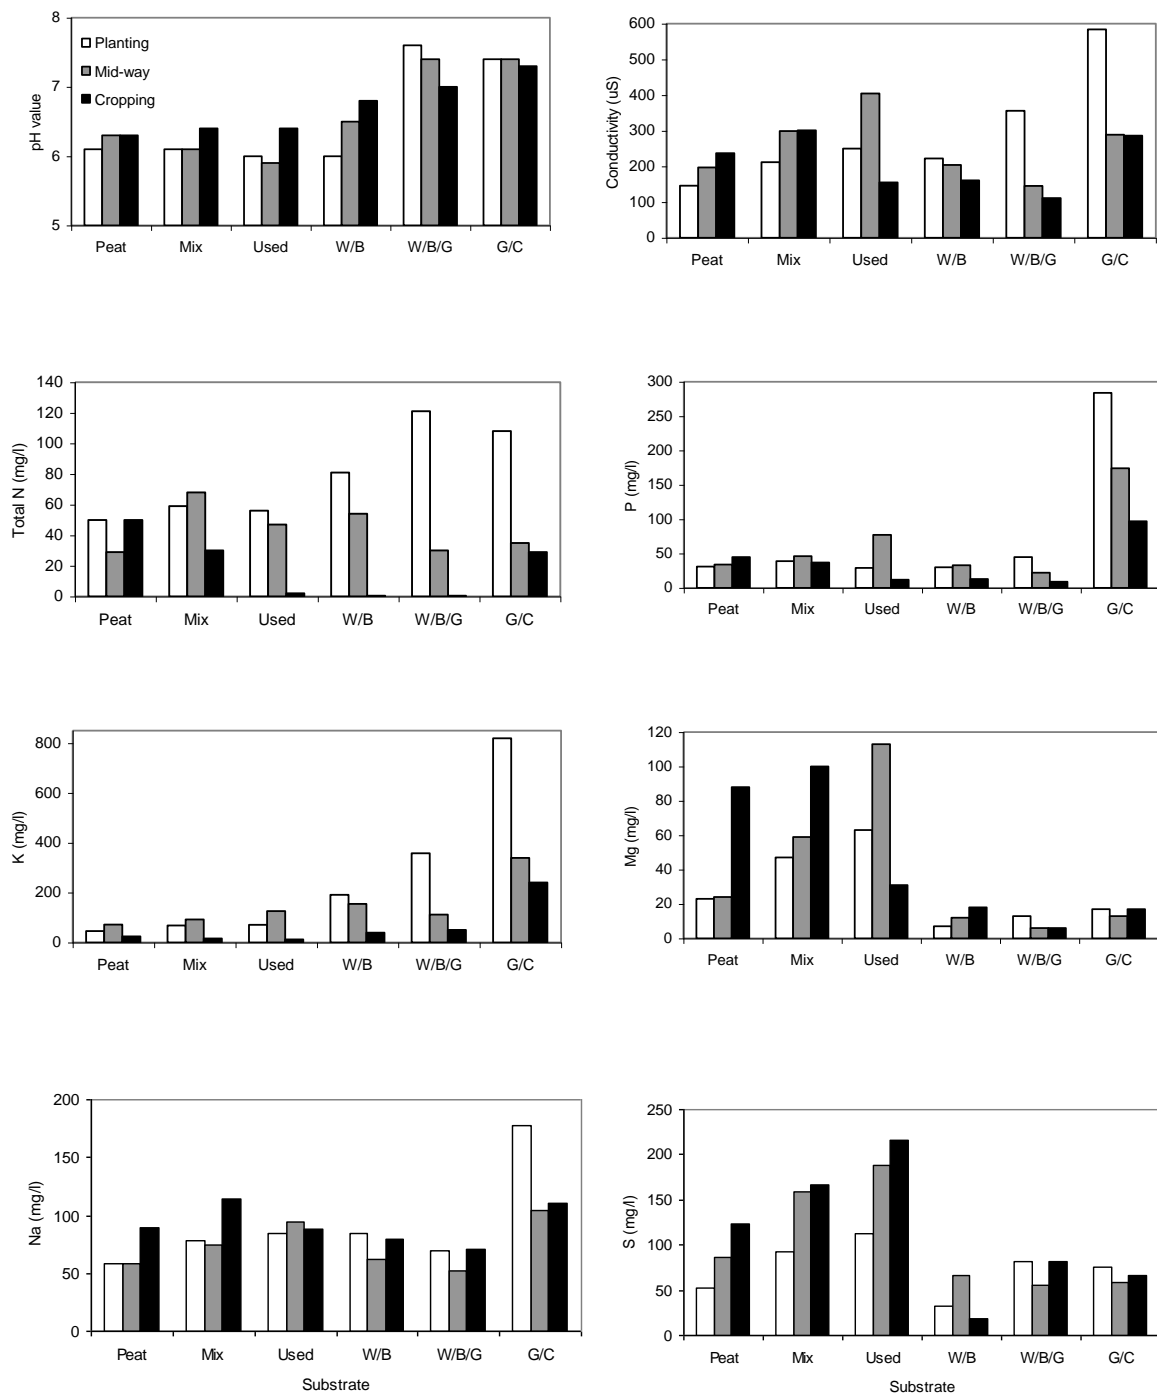 8
7
6
5
pH value
Planting
Mid-way
Cropping
Peat Mix Used W/B W/B/G G/C
600
500
400
300
200
100
0
Conductivity (uS)
Peat Mix Used W/B W/B/G G/C
140
120
100
80
60
40
20
0
Total N (mg/l)
Peat Mix Used W/B W/B/G G/C
300
250
200
150
100
50
0
P (mg/l)
Peat Mix Used W/B W/B/G G/C
800
600
400
200
0
K (mg/l)
Peat Mix Used W/B W/B/G G/C
120
100
80
60
40
20
0
Mg (mg/l)
Peat Mix Used W/B W/B/G G/C
200
150
100
50
0
Na (mg/l)
Peat Mix Used W/B W/B/G G/C
Substrate
250
200
150
100
50
0
S (mg/l)
Peat Mix Used W/B W/B/G G/C
Substrate